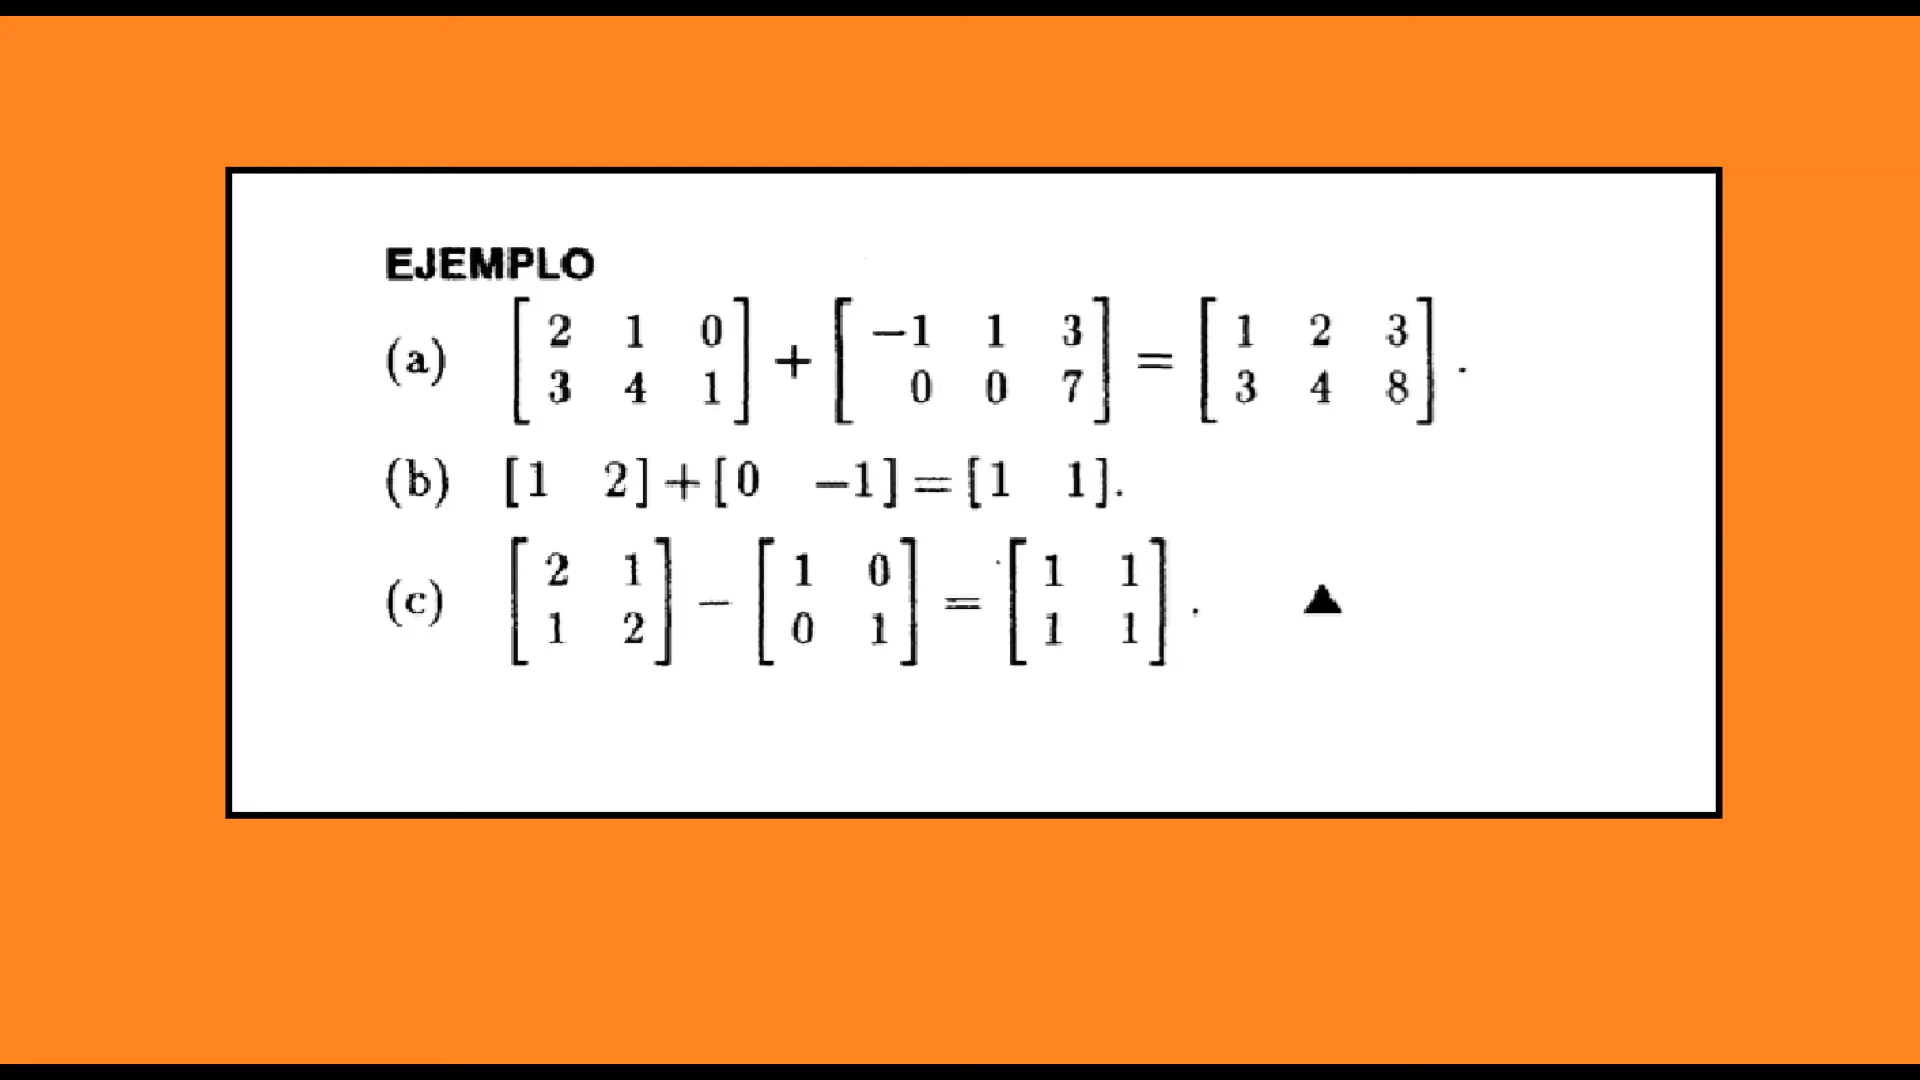 EJEMPLO
(a) [ 2 1 0 ; 3 4 1 ] + [ −1 1 3 ; 0 0 7 ] = [ 1 2 3 ; 3 4 8 ] .
(b) [1 2] + [0 −1] = [1 1].
(c) [ 2 1 ; 1 2 ] − [ 1 0 ; 0 1 ] = [ 1 1 ; 1 1 ] . ▲